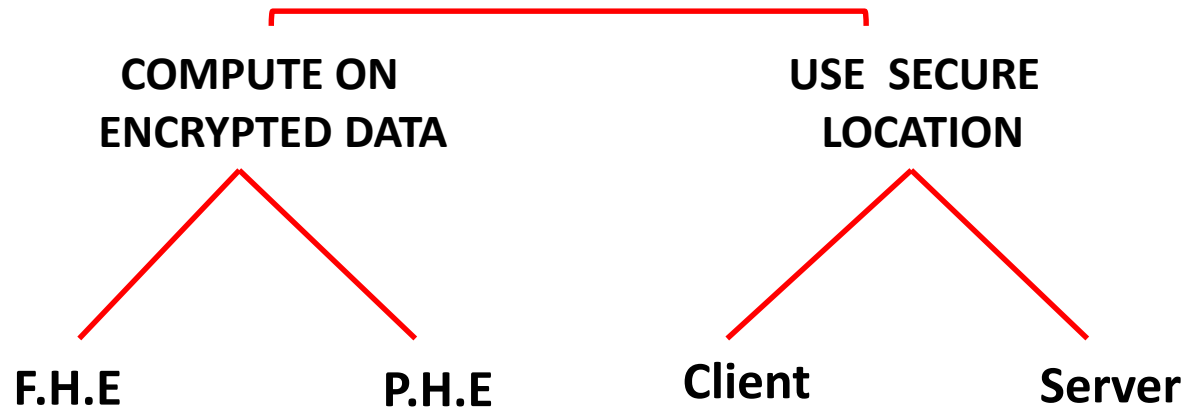 COMPUTE ON
ENCRYPTED DATA
USE SECURE
LOCATION
F.H.E
P.H.E
Client
Server